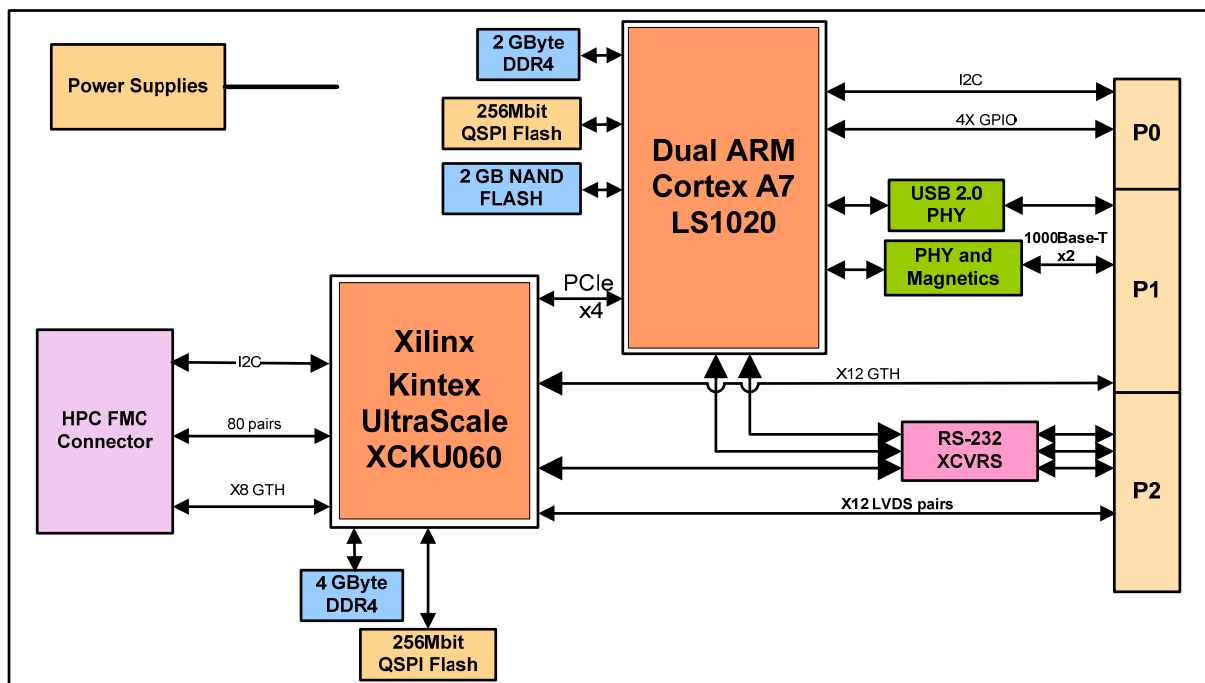 Power Supplies
2 GByte
DDR4
256Mbit
QSPI Flash
2 GB NAND
FLASH
Dual ARM
Cortex A7
LS1020
I2C
4X GPIO
P0
USB 2.0
PHY
1000Base-T
x2
PHY and
Magnetics
P1
PCIe
x4
Xilinx
Kintex
UltraScale
XCKU060
HPC FMC
Connector
I2C
80 pairs
X8 GTH
X12 GTH
RS-232
XCVRS
P2
X12 LVDS pairs
4 GByte
DDR4
256Mbit
QSPI Flash